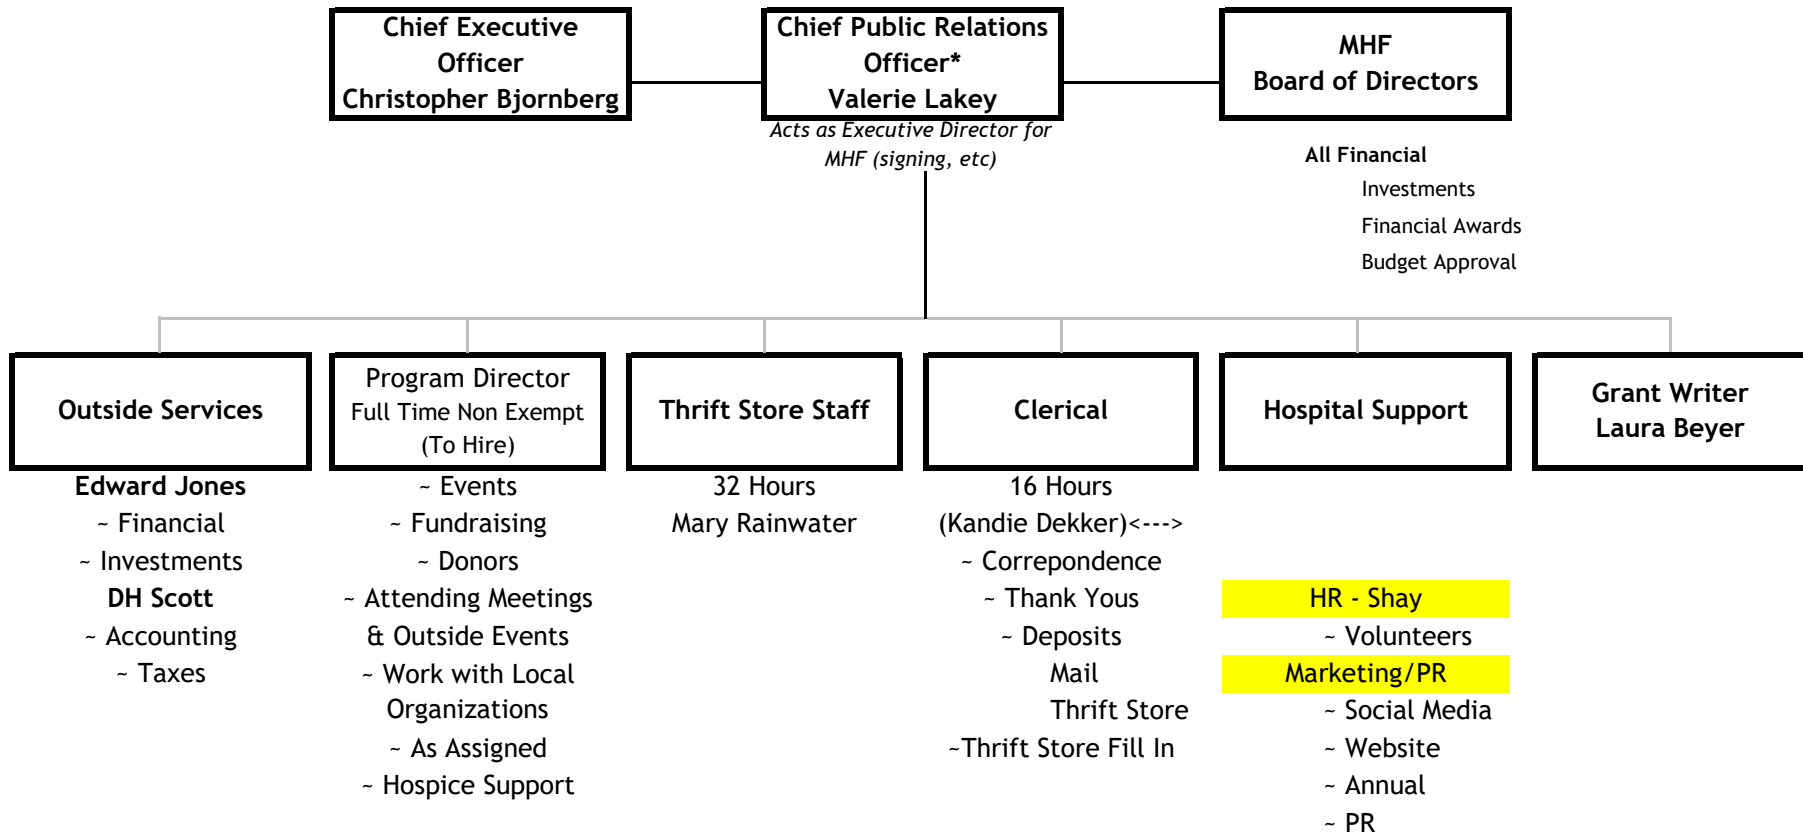 Chief Executive
Officer
Christopher Bjornberg
Chief Public Relations
Officer*
Valerie Lakey
Acts as Executive Director for
MHF (signing, etc)
MHF
Board of Directors
All Financial
Investments
Financial Awards
Budget Approval
Outside Services
Edward Jones
~ Financial
~ Investments
DH Scott
~ Accounting
~ Taxes
Program Director
Full Time Non Exempt
(To Hire)
~ Events
~ Fundraising
~ Donors
~ Attending Meetings
& Outside Events
~ Work with Local
Organizations
~ As Assigned
~ Hospice Support
Thrift Store Staff
32 Hours
Mary Rainwater
Clerical
16 Hours
(Kandie Dekker)<--->
~ Correpondence
~ Thank Yous
~ Deposits
Mail
Thrift Store
~Thrift Store Fill In
Hospital Support
HR - Shay
~ Volunteers
Marketing/PR
~ Social Media
~ Website
~ Annual
~ PR
Grant Writer
Laura Beyer